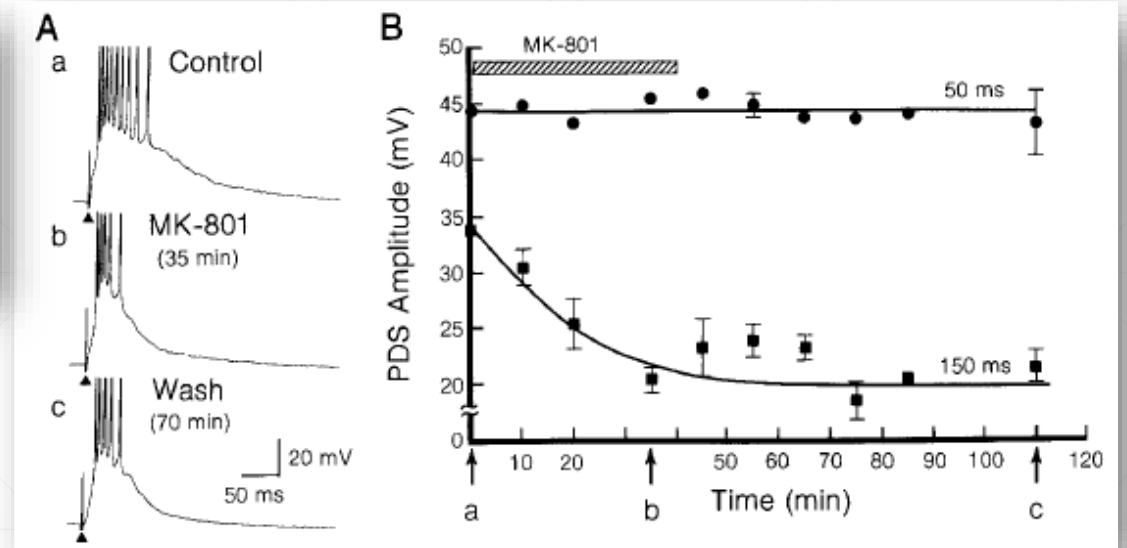 A
a
Control
b
MK-801
(35 min)
c
Wash
(70 min)
20 mV
50 ms
B
MK-801
PDS Amplitude (mV)
50
45
40
35
30
25
20
0
50 ms
150 ms
10
20
60
70
80
90
100
110
120
a
b
c
Time (min)